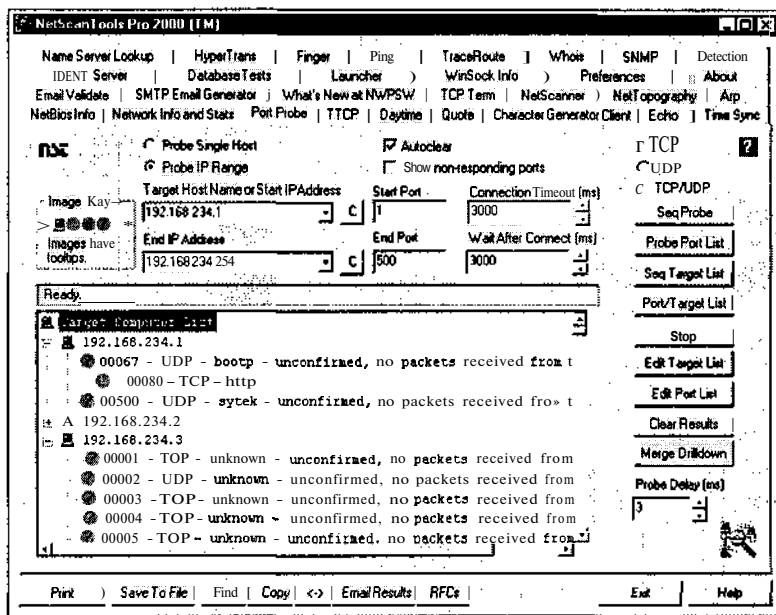 NetScanTools Pro 2000 (TM)
Name Server Lookup | HyperTrans | Finger | Ping | TraceRoute ] Whois | SNMP | Detection
IDENT Server | Database Tests | Launcher ) WinSock Info ) Preferences | About
Email Validate | SMTP Email Generator j What's New at NWPSW | TCP Term | NetScanner ) NetTopography | Arp
NetBios Info | Network Info and Stats Port Probe | TTCP | Daytime | Quote | Character Generator Client | Echo ] Time Sync
nst
Probe Single Host
Autoclear
r TCP
?
Probe IP Range
Show non-responding ports
UDP
C TCP/UDP
Target Host Name or Start IP Address
Start Port
Connection Timeout (ms)
Image Kay
192.168 234.1
C
1
3000
Seq Probe
Images have
tooltips.
End IP Address
End Port
Wait After Connect (ms)
Probe Port List
192.168 234 254
C
500
3000
Seq Target List
Ready.
Port/Target List
Target Computer List
192.168.234.1
Stop
00067 - UDP - bootp - unconfirmed, no packets received from t
Edit Target List
00080 - TCP - http
00500 - UDP - sytek - unconfirmed, no packets received fro» t
Edit Port List
A 192.168.234.2
Clear Results
192.168.234.3
00001 - TOP - unknown - unconfirmed, no packets received from
Merge Drilldown
00002 - UDP - unknown - unconfirmed, no packets received from
00003 - TOP - unknown - unconfirmed, no packets received from
Probe Delay (ms)
00004 - TOP - unknown - unconfirmed, no packets received from
3
00005 - TOP - unknown - unconfirmed, no packets received from
Print ) Save To File | Find | Copy | <-> | Email Results | RFCs |
Exit | Help